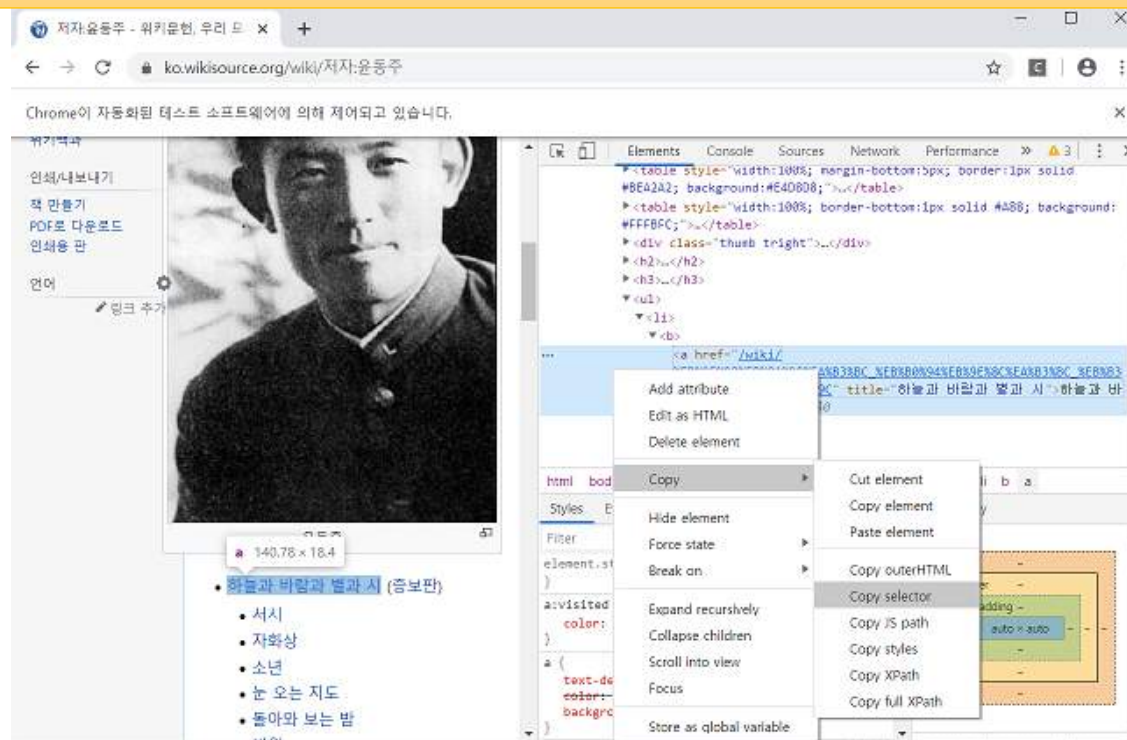 저자:윤동주 - 위키문헌, 우리 모
ko.wikisource.org/wiki/저자:윤동주
Chrome이 자동화된 테스트 소프트웨어에 의해 제어되고 있습니다.
위키백과
인쇄/내보내기
책 만들기
PDF로 다운로드
인쇄용 판
언어
링크 추가
윤동주
a 140.78 × 18.4
하늘과 바람과 별과 시 (증보판)
서시
자화상
소년
눈 오는 지도
돌아와 보는 밤
Elements Console Sources Network Performance » 3
<table style="width:100%; margin-bottom:5px; border:1px solid
#BEA2A2; background:#E4D8D8;">…</table>
<table style="width:100%; border-bottom:1px solid #A88; background:
#FFFBFC;">…</table>
<div class="thumb tright">…</div>
<h2>…</h2>
<h3>…</h3>
<ul>
<li>
<b>
<a href="/wiki/
title="하늘과 바람과 별과 시">하늘과 바
html bod li b a
Styles
Filter
element.st
}
a:visited
color:
}
a {
text-de
color:
backgro
}
Add attribute
Edit as HTML
Delete element
Copy
Hide element
Force state
Break on
Expand recursively
Collapse children
Scroll into view
Focus
Store as global variable
Cut element
Copy element
Paste element
Copy outerHTML
Copy selector
Copy JS path
Copy styles
Copy XPath
Copy full XPath
adding -
auto × auto